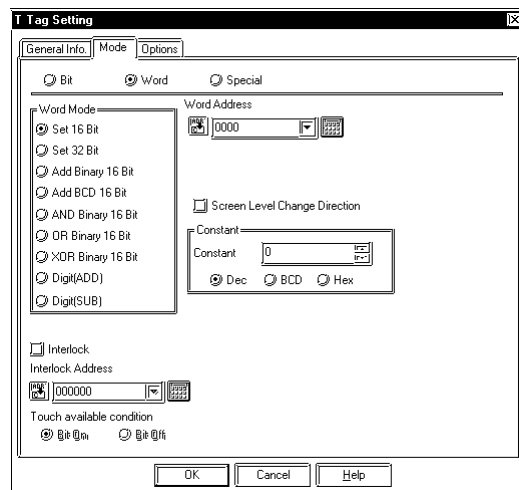 T Tag Setting
General Info. Mode Options
Bit Word Special
Word Mode
Set 16 Bit
Set 32 Bit
Add Binary 16 Bit
Add BCD 16 Bit
AND Binary 16 Bit
OR Binary 16 Bit
XOR Binary 16 Bit
Digit(ADD)
Digit(SUB)
Word Address
0000
Screen Level Change Direction
Constant
Constant 0
Dec BCD Hex
Interlock
Interlock Address
000000
Touch available condition
Bit On Bit Off
OK Cancel Help